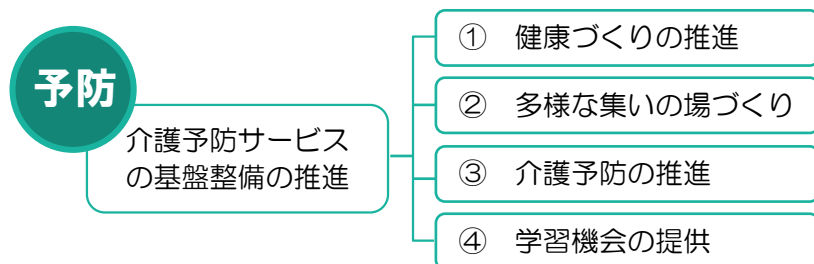 予防
介護予防サービス
の基盤整備の推進
① 健康づくりの推進
② 多様な集いの場づくり
③ 介護予防の推進
④ 学習機会の提供